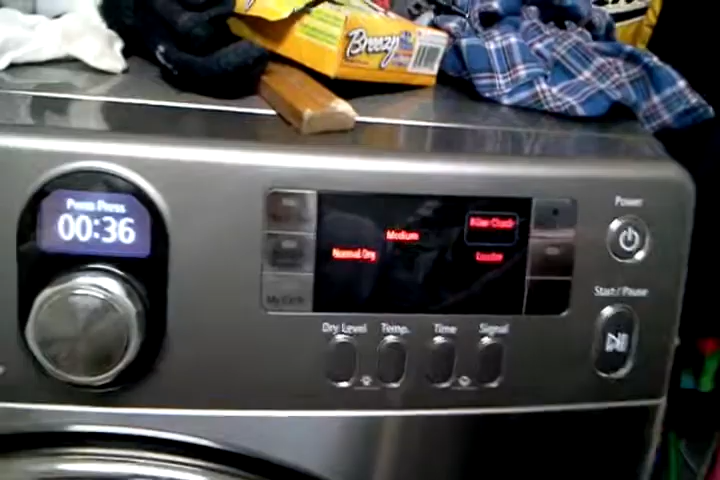 Breezy
Perm Press
00:36
Medium
Normal Dry
Filter Check
Louder
My Cycle
Dry Level
Temp.
Time
Signal
Power
Start / Pause